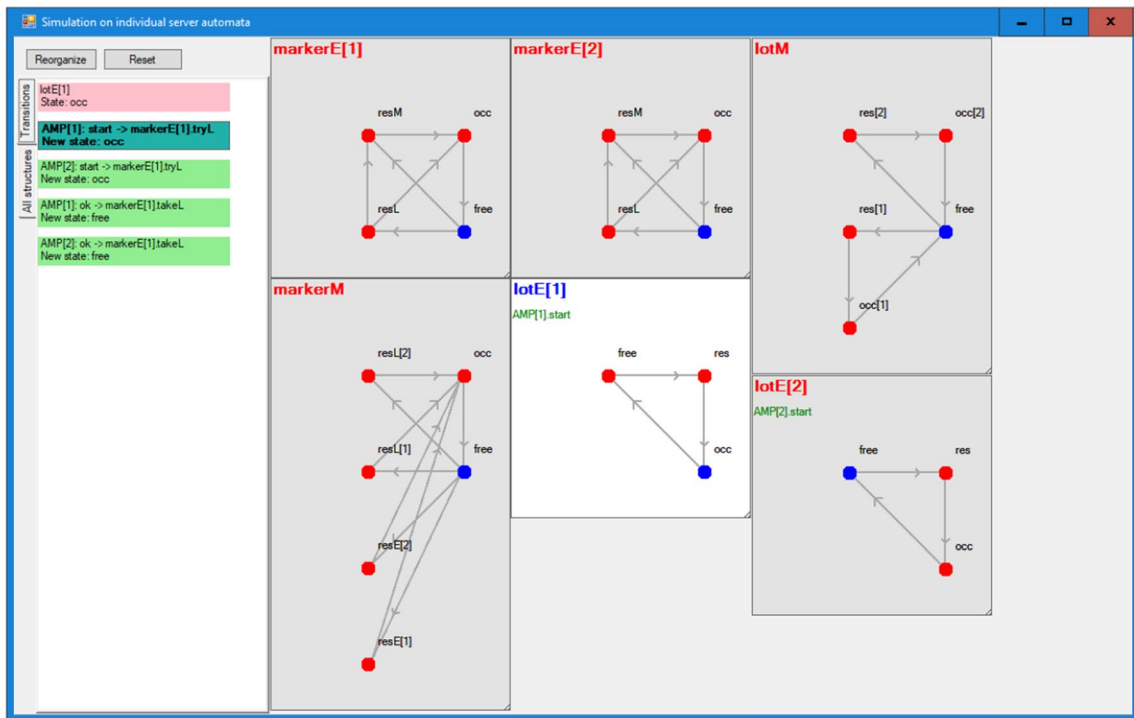 Simulation on individual server automata
Reorganize
Reset
Transitions
All structures
lotE[1]
State: occ
AMP[1]: start -> markerE[1].tryL
New state: occ
AMP[2]: start -> markerE[1].tryL
New state: occ
AMP[1]: ok -> markerE[1].takeL
New state: free
AMP[2]: ok -> markerE[1].takeL
New state: free
markerE[1]
resM
occ
resL
free
markerE[2]
resM
occ
resL
free
lotM
res[2]
occ[2]
res[1]
free
occ[1]
markerM
resL[2]
occ
resL[1]
free
resE[2]
resE[1]
lotE[1]
AMP[1].start
free
res
occ
lotE[2]
AMP[2].start
free
res
occ